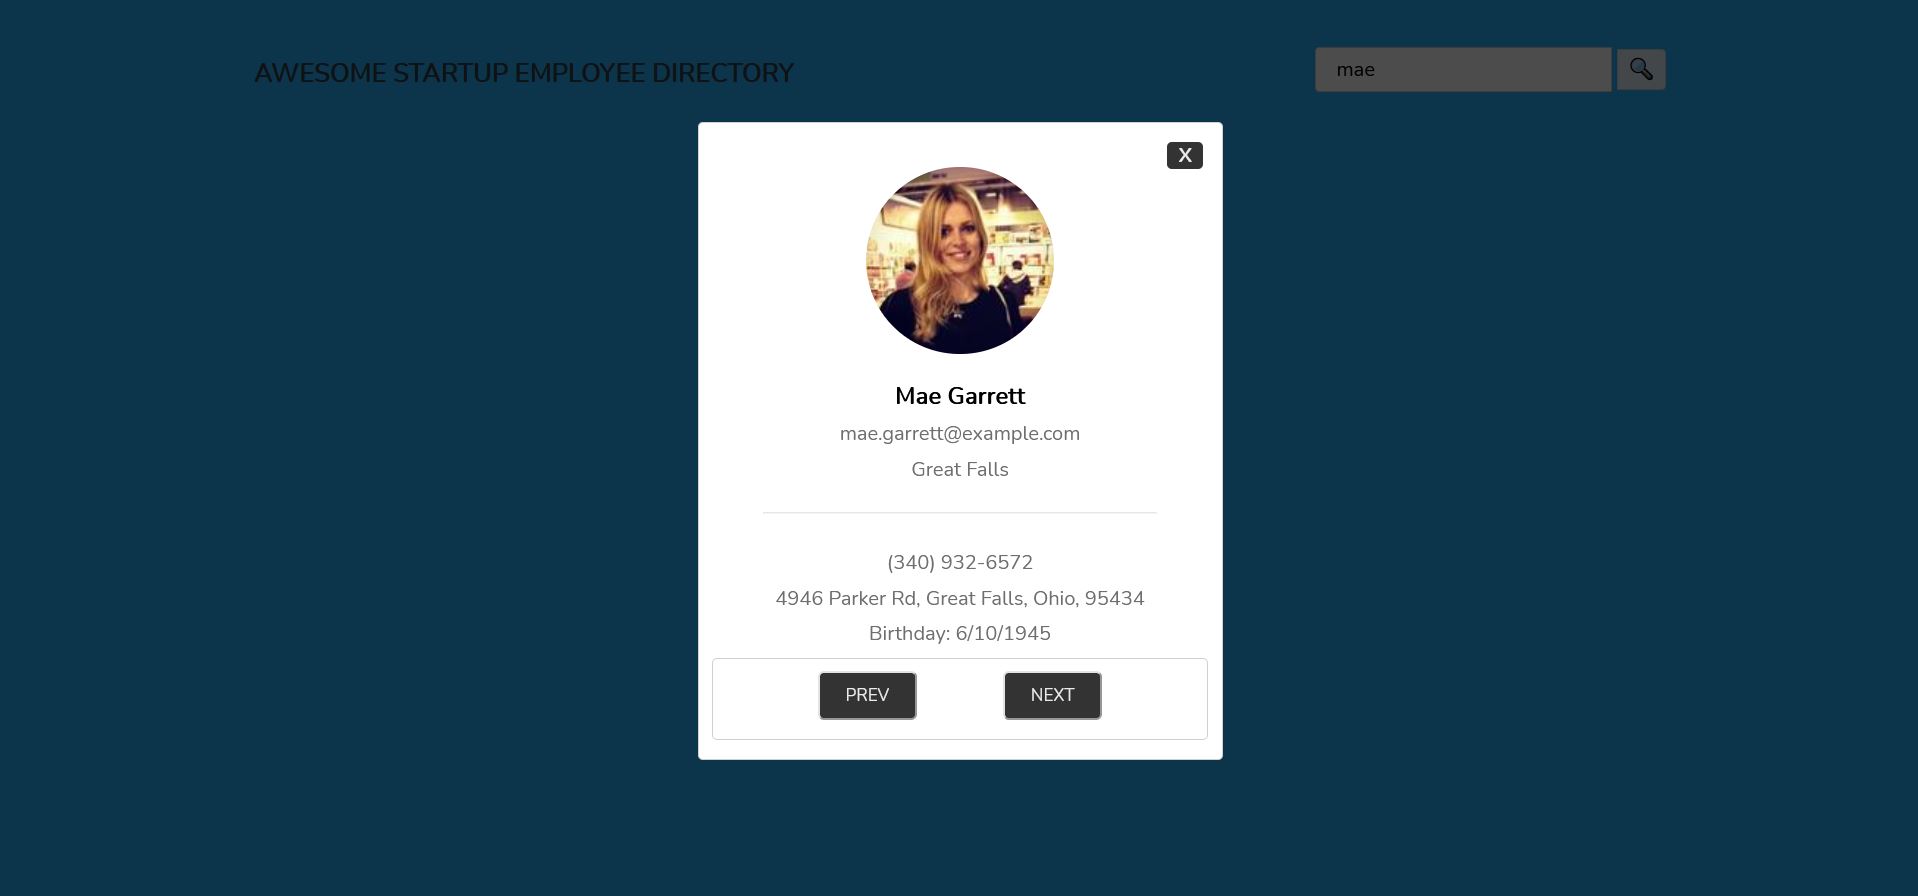 AWESOME STARTUP EMPLOYEE DIRECTORY
mae
X
Mae Garrett
mae.garrett@example.com
Great Falls
(340) 932-6572
4946 Parker Rd, Great Falls, Ohio, 95434
Birthday: 6/10/1945
PREV
NEXT